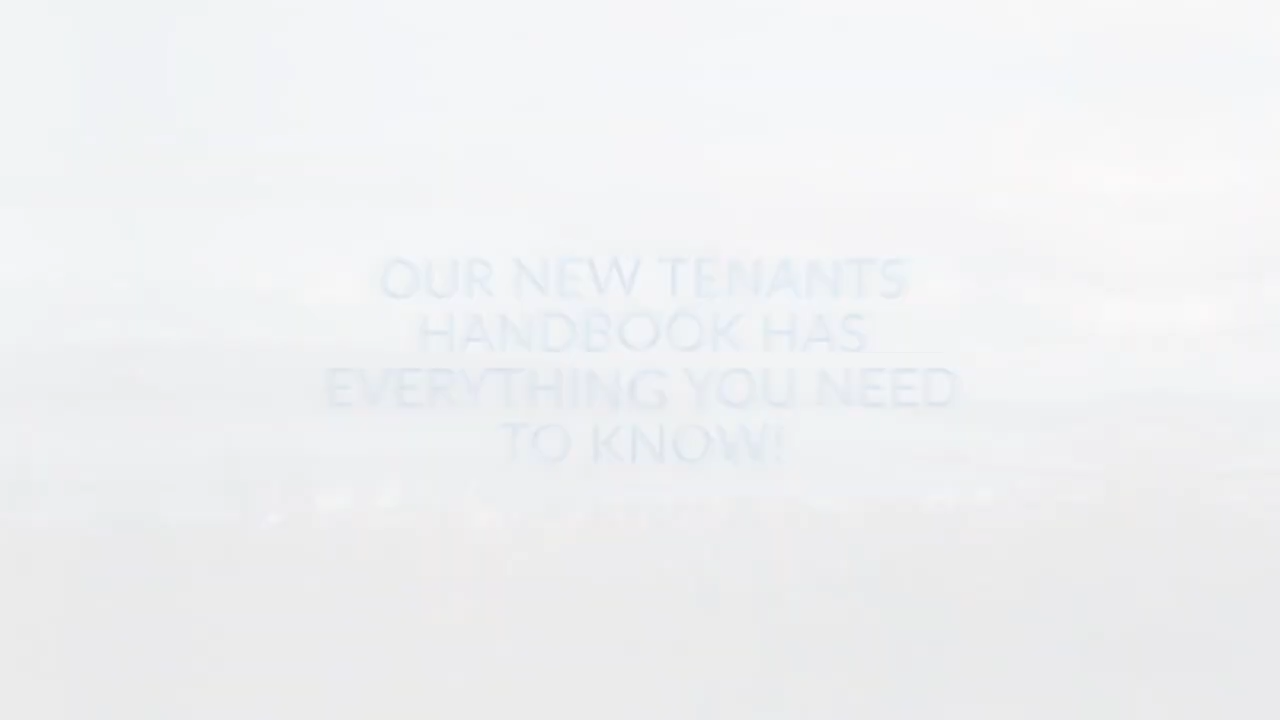 OUR NEW TENANTS
HANDBOOK HAS
EVERYTHING YOU NEED
TO KNOW!